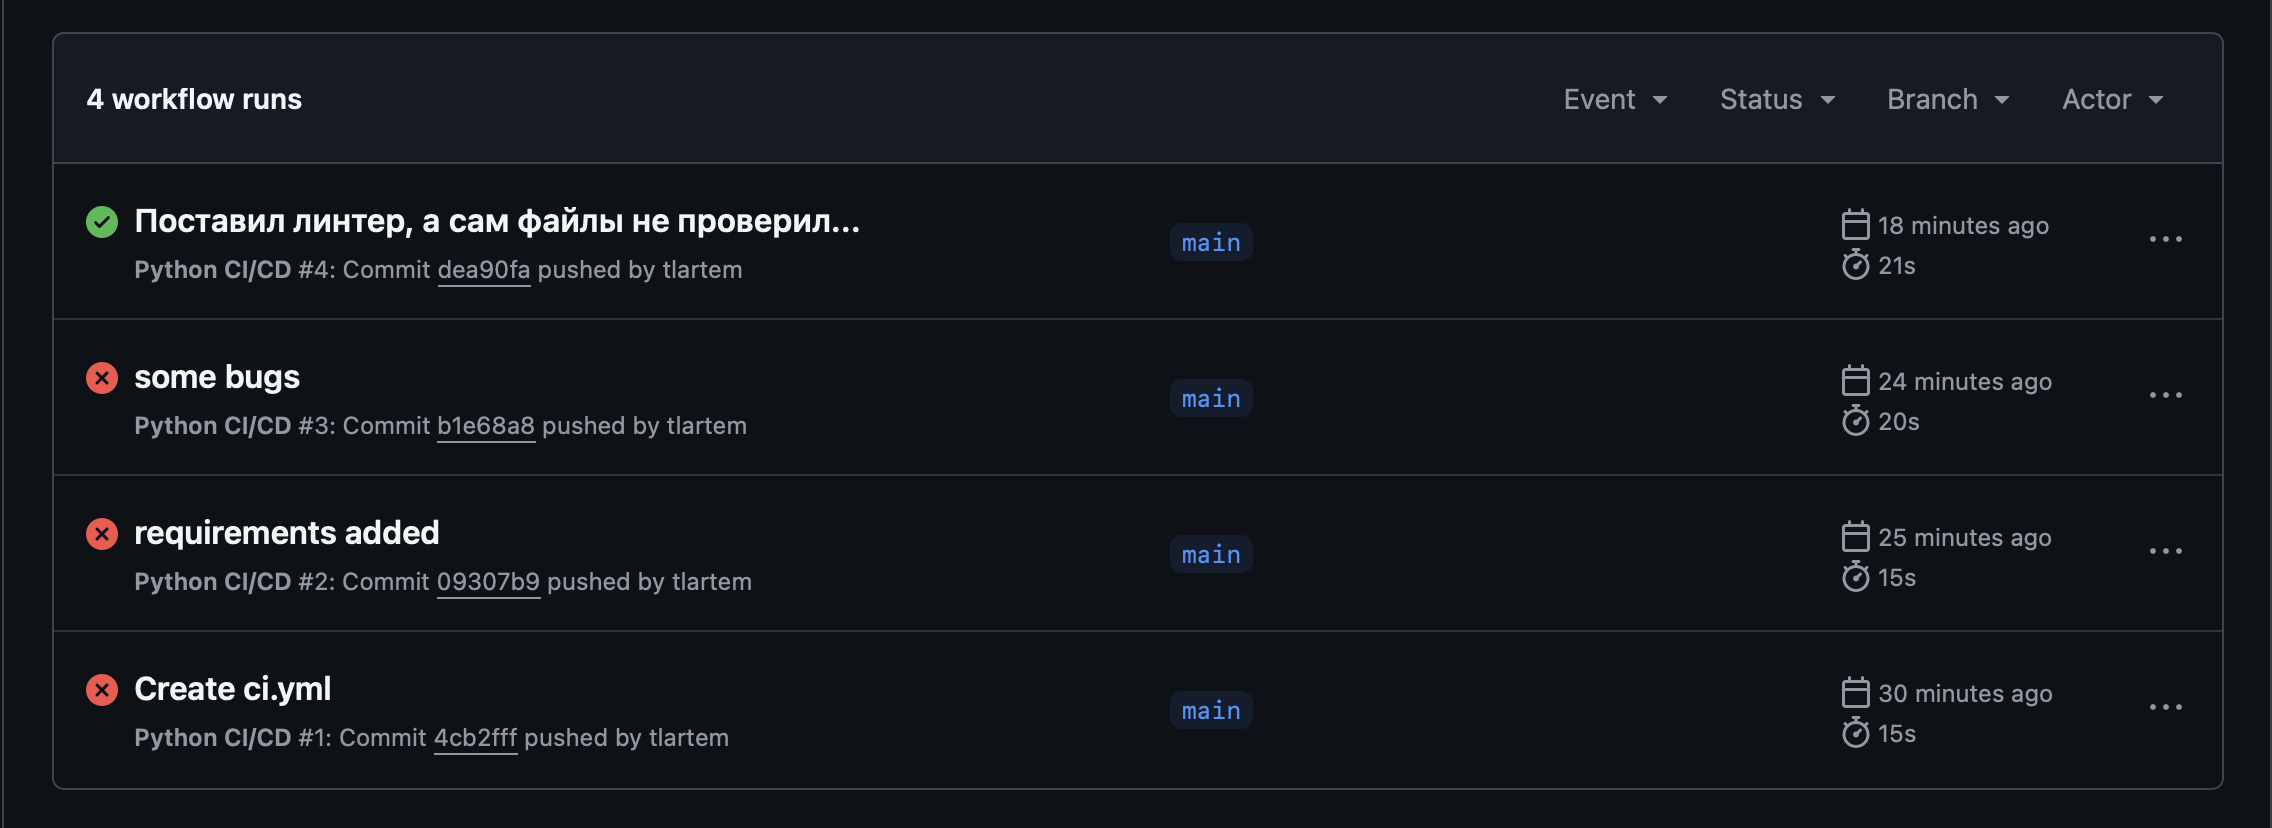 4 workflow runs
Event Status Branch Actor
Поставил линтер, а сам файлы не проверил...
main
18 minutes ago
Python CI/CD #4: Commit dea90fa pushed by tlartem
21s
some bugs
main
24 minutes ago
Python CI/CD #3: Commit b1e68a8 pushed by tlartem
20s
requirements added
main
25 minutes ago
Python CI/CD #2: Commit 09307b9 pushed by tlartem
15s
Create ci.yml
main
30 minutes ago
Python CI/CD #1: Commit 4cb2fff pushed by tlartem
15s